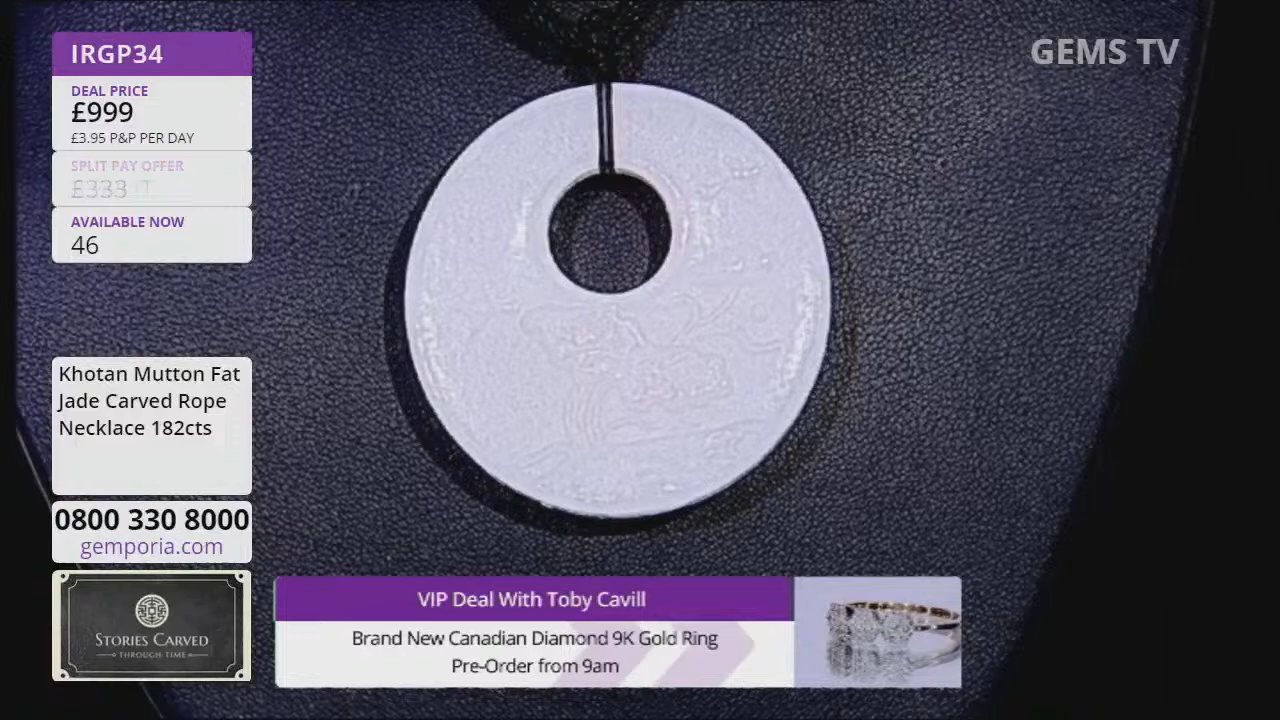 IRGP34
DEAL PRICE
£999
£3.95 P&P PER DAY
SPLIT PAY OFFER
£333
AVAILABLE NOW
46
Khotan Mutton Fat
Jade Carved Rope
Necklace 182cts
0800 330 8000
gemporia.com
STORIES CARVED
THROUGH TIME
GEMS TV
VIP Deal With Toby Cavill
Brand New Canadian Diamond 9K Gold Ring
Pre-Order from 9am